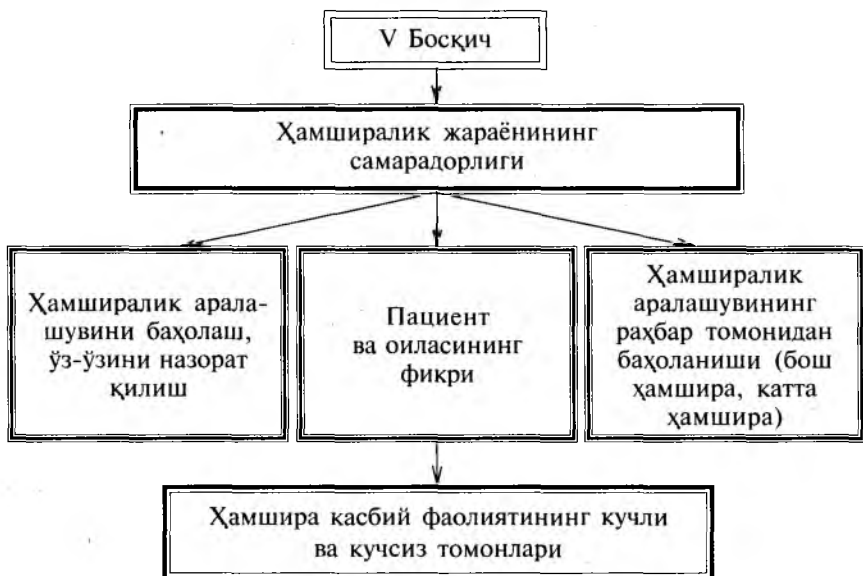 V Босқич
Ҳамширалик жараёнининг
самарадорлиги
Ҳамширалик арала-
шувини баҳолаш,
ўз-ўзини назорат
қилиш
Пациент
ва оиласининг
фикри
Ҳамширалик
аралашувининг
раҳбар томонидан
баҳоланиши (бош
ҳамшира, катта
ҳамшира)
Ҳамшира касбий фаолиятининг кучли
ва кучсиз томонлари